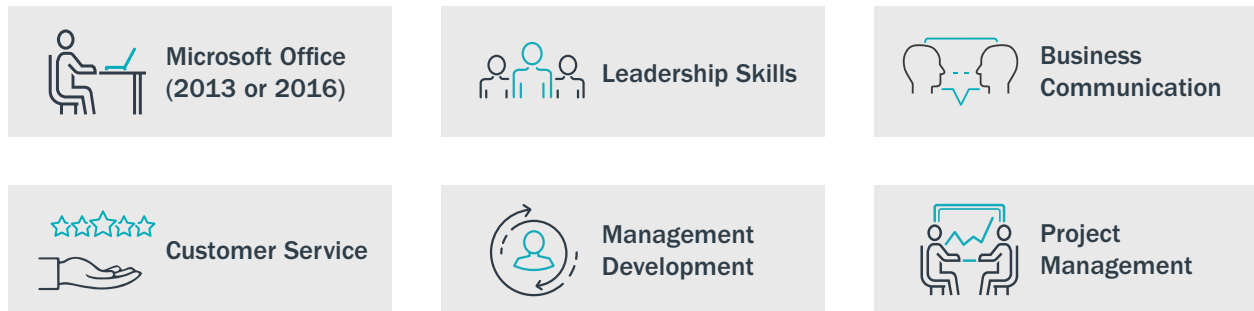 Microsoft Office
(2013 or 2016)
Leadership Skills
Business
Communication
Customer Service
Management
Development
Project
Management